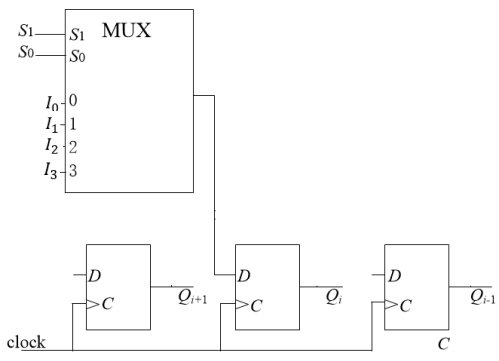 MUX
S1 S1
S0 S0
I0 0
I1 1
I2 2
I3 3
D C Qi+1
D C Qi
D C Qi-1
clock C